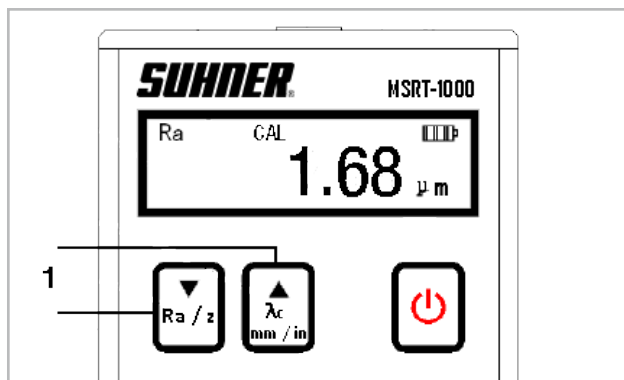 SUHNER®
MSRT-1000
Ra CAL
1.68 μm
1
▼
Ra / z
▲
λc
mm / in